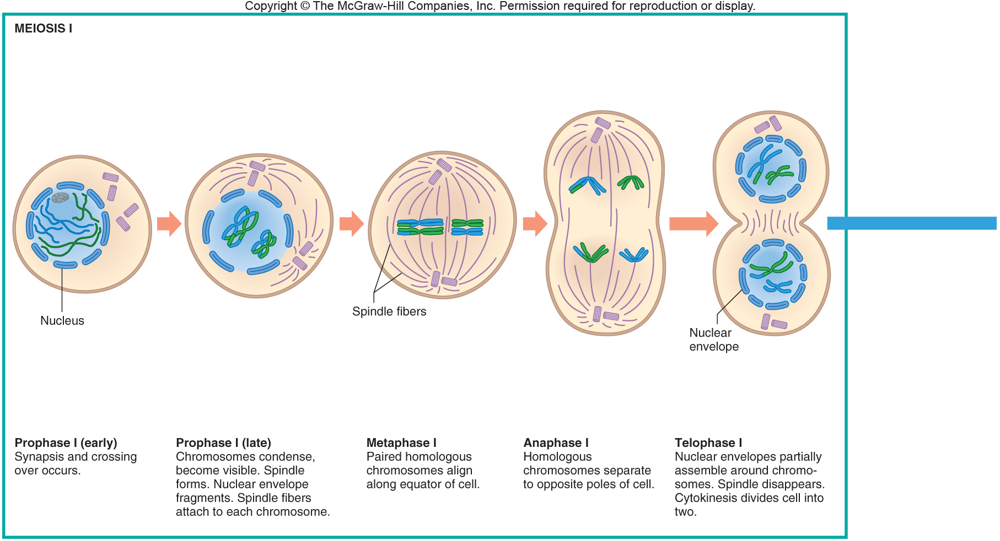 Copyright © The McGraw-Hill Companies, Inc. Permission required for reproduction or display.
MEIOSIS I
Nucleus
Spindle fibers
Nuclear
envelope
Prophase I (early)
Synapsis and crossing
over occurs.
Prophase I (late)
Chromosomes condense,
become visible. Spindle
forms. Nuclear envelope
fragments. Spindle fibers
attach to each chromosome.
Metaphase I
Paired homologous
chromosomes align
along equator of cell.
Anaphase I
Homologous
chromosomes separate
to opposite poles of cell.
Telophase I
Nuclear envelopes partially
assemble around chromo-
somes. Spindle disappears.
Cytokinesis divides cell into
two.